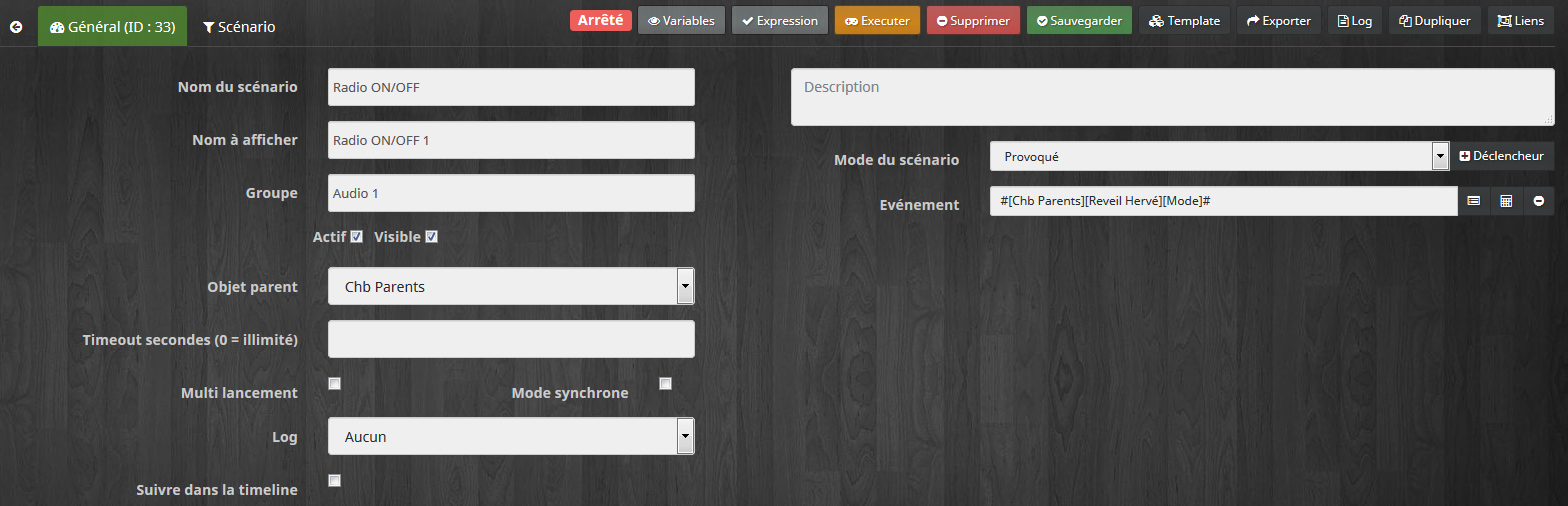 Général (ID : 33) Scénario Arrêté Variables Expression Executer Supprimer Sauvegarder Template Exporter Log Dupliquer Liens
Nom du scénario Radio ON/OFF Description
Nom à afficher Radio ON/OFF 1
Mode du scénario Provoqué Déclencheur
Groupe Audio 1
Evénement #[Chb Parents][Reveil Hervé][Mode]#
Actif Visible
Objet parent Chb Parents
Timeout secondes (0 = illimité)
Multi lancement Mode synchrone
Log Aucun
Suivre dans la timeline